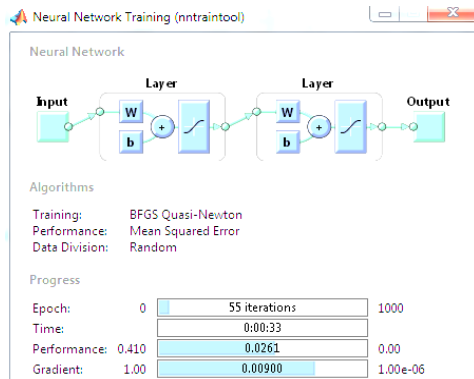 Neural Network Training (nntraintool)
Neural Network
Layer Layer
Input W b + W b + Output
Algorithms
Training: BFGS Quasi-Newton
Performance: Mean Squared Error
Data Division: Random
Progress
Epoch: 0 55 iterations 1000
Time: 0:00:33
Performance: 0.410 0.0261 0.00
Gradient: 1.00 0.00900 1.00e-06